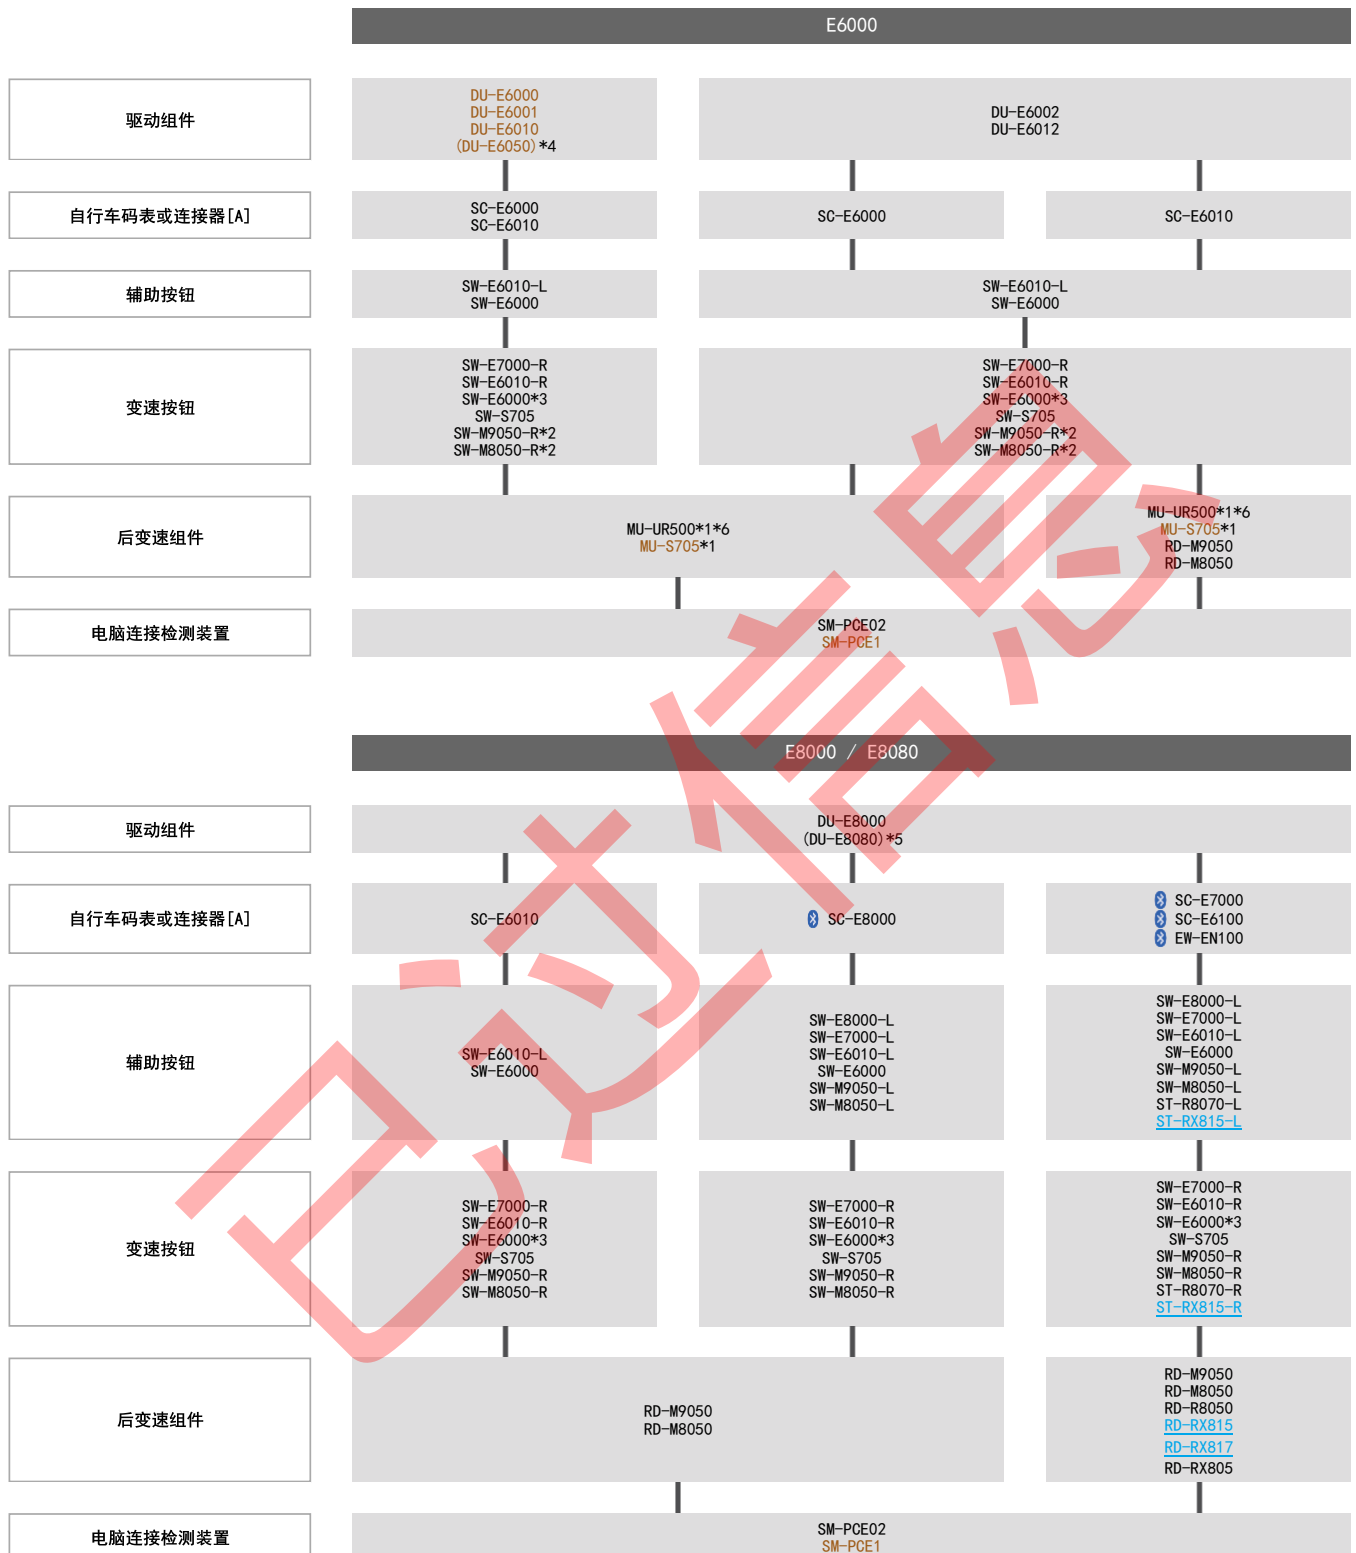 E6000
驱动组件
DU-E6000
DU-E6001
DU-E6010
(DU-E6050)*4
DU-E6002
DU-E6012
自行车码表或连接器[A]
SC-E6000
SC-E6010
SC-E6000
SC-E6010
辅助按钮
SW-E6010-L
SW-E6000
SW-E6010-L
SW-E6000
变速按钮
SW-E7000-R
SW-E6010-R
SW-E6000*3
SW-S705
SW-M9050-R*2
SW-M8050-R*2
SW-E7000-R
SW-E6010-R
SW-E6000*3
SW-S705
SW-M9050-R*2
SW-M8050-R*2
后变速组件
MU-UR500*1*6
MU-S705*1
MU-UR500*1*6
MU-S705*1
RD-M9050
RD-M8050
电脑连接检测装置
SM-PCE02
SM-PCE1
E8000 / E8080
驱动组件
DU-E8000
(DU-E8080)*5
自行车码表或连接器[A]
SC-E6010
SC-E8000
SC-E7000
SC-E6100
EW-EN100
辅助按钮
SW-E6010-L
SW-E6000
SW-E8000-L
SW-E7000-L
SW-E6010-L
SW-E6000
SW-M9050-L
SW-M8050-L
SW-E8000-L
SW-E7000-L
SW-E6010-L
SW-E6000
SW-M9050-L
SW-M8050-L
ST-R8070-L
ST-RX815-L
变速按钮
SW-E7000-R
SW-E6010-R
SW-E6000*3
SW-S705
SW-M9050-R
SW-M8050-R
SW-E7000-R
SW-E6010-R
SW-E6000*3
SW-S705
SW-M9050-R
SW-M8050-R
SW-E7000-R
SW-E6010-R
SW-E6000*3
SW-S705
SW-M9050-R
SW-M8050-R
ST-R8070-R
ST-RX815-R
后变速组件
RD-M9050
RD-M8050
RD-M9050
RD-M8050
RD-R8050
RD-RX815
RD-RX817
RD-RX805
电脑连接检测装置
SM-PCE02
SM-PCE1
已过信息